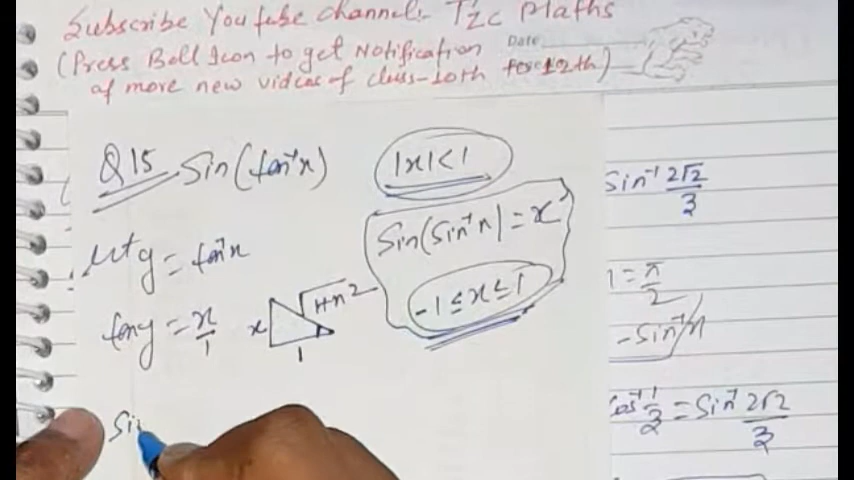 Subscribe YouTube channel:- TZC Maths
(Press Bell Icon to get Notification
of more new videos of class-10th for 12th)
Date
Q15 Sin(tan⁻¹x) |x|<1
Let y = tan⁻¹x
Sin(Sin⁻¹x) = x
-1≤x≤1
tany = x/1
x √1+x²
1
Sin
Sin⁻¹ 2√2/3
1 = π/2
- Sin⁻¹x
Cos⁻¹ 1/3 = Sin⁻¹ 2√2/3